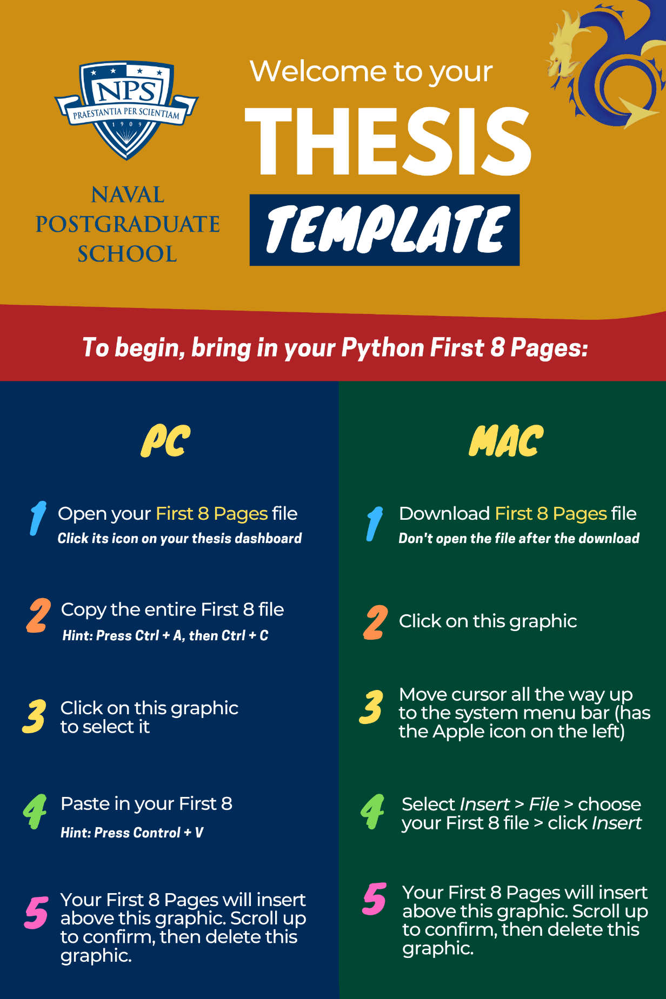 NPS
PRAESTANTIA PER SCIENTIAM
1909
NAVAL
POSTGRADUATE
SCHOOL
Welcome to your
THESIS
TEMPLATE
To begin, bring in your Python First 8 Pages:
PC
1 Open your First 8 Pages file
Click its icon on your thesis dashboard
2 Copy the entire First 8 file
Hint: Press Ctrl + A, then Ctrl + C
3 Click on this graphic
to select it
4 Paste in your First 8
Hint: Press Control + V
5 Your First 8 Pages will insert
above this graphic. Scroll up
to confirm, then delete this
graphic.
MAC
1 Download First 8 Pages file
Don't open the file after the download
2 Click on this graphic
3 Move cursor all the way up
to the system menu bar (has
the Apple icon on the left)
4 Select Insert > File > choose
your First 8 file > click Insert
5 Your First 8 Pages will insert
above this graphic. Scroll up
to confirm, then delete this
graphic.